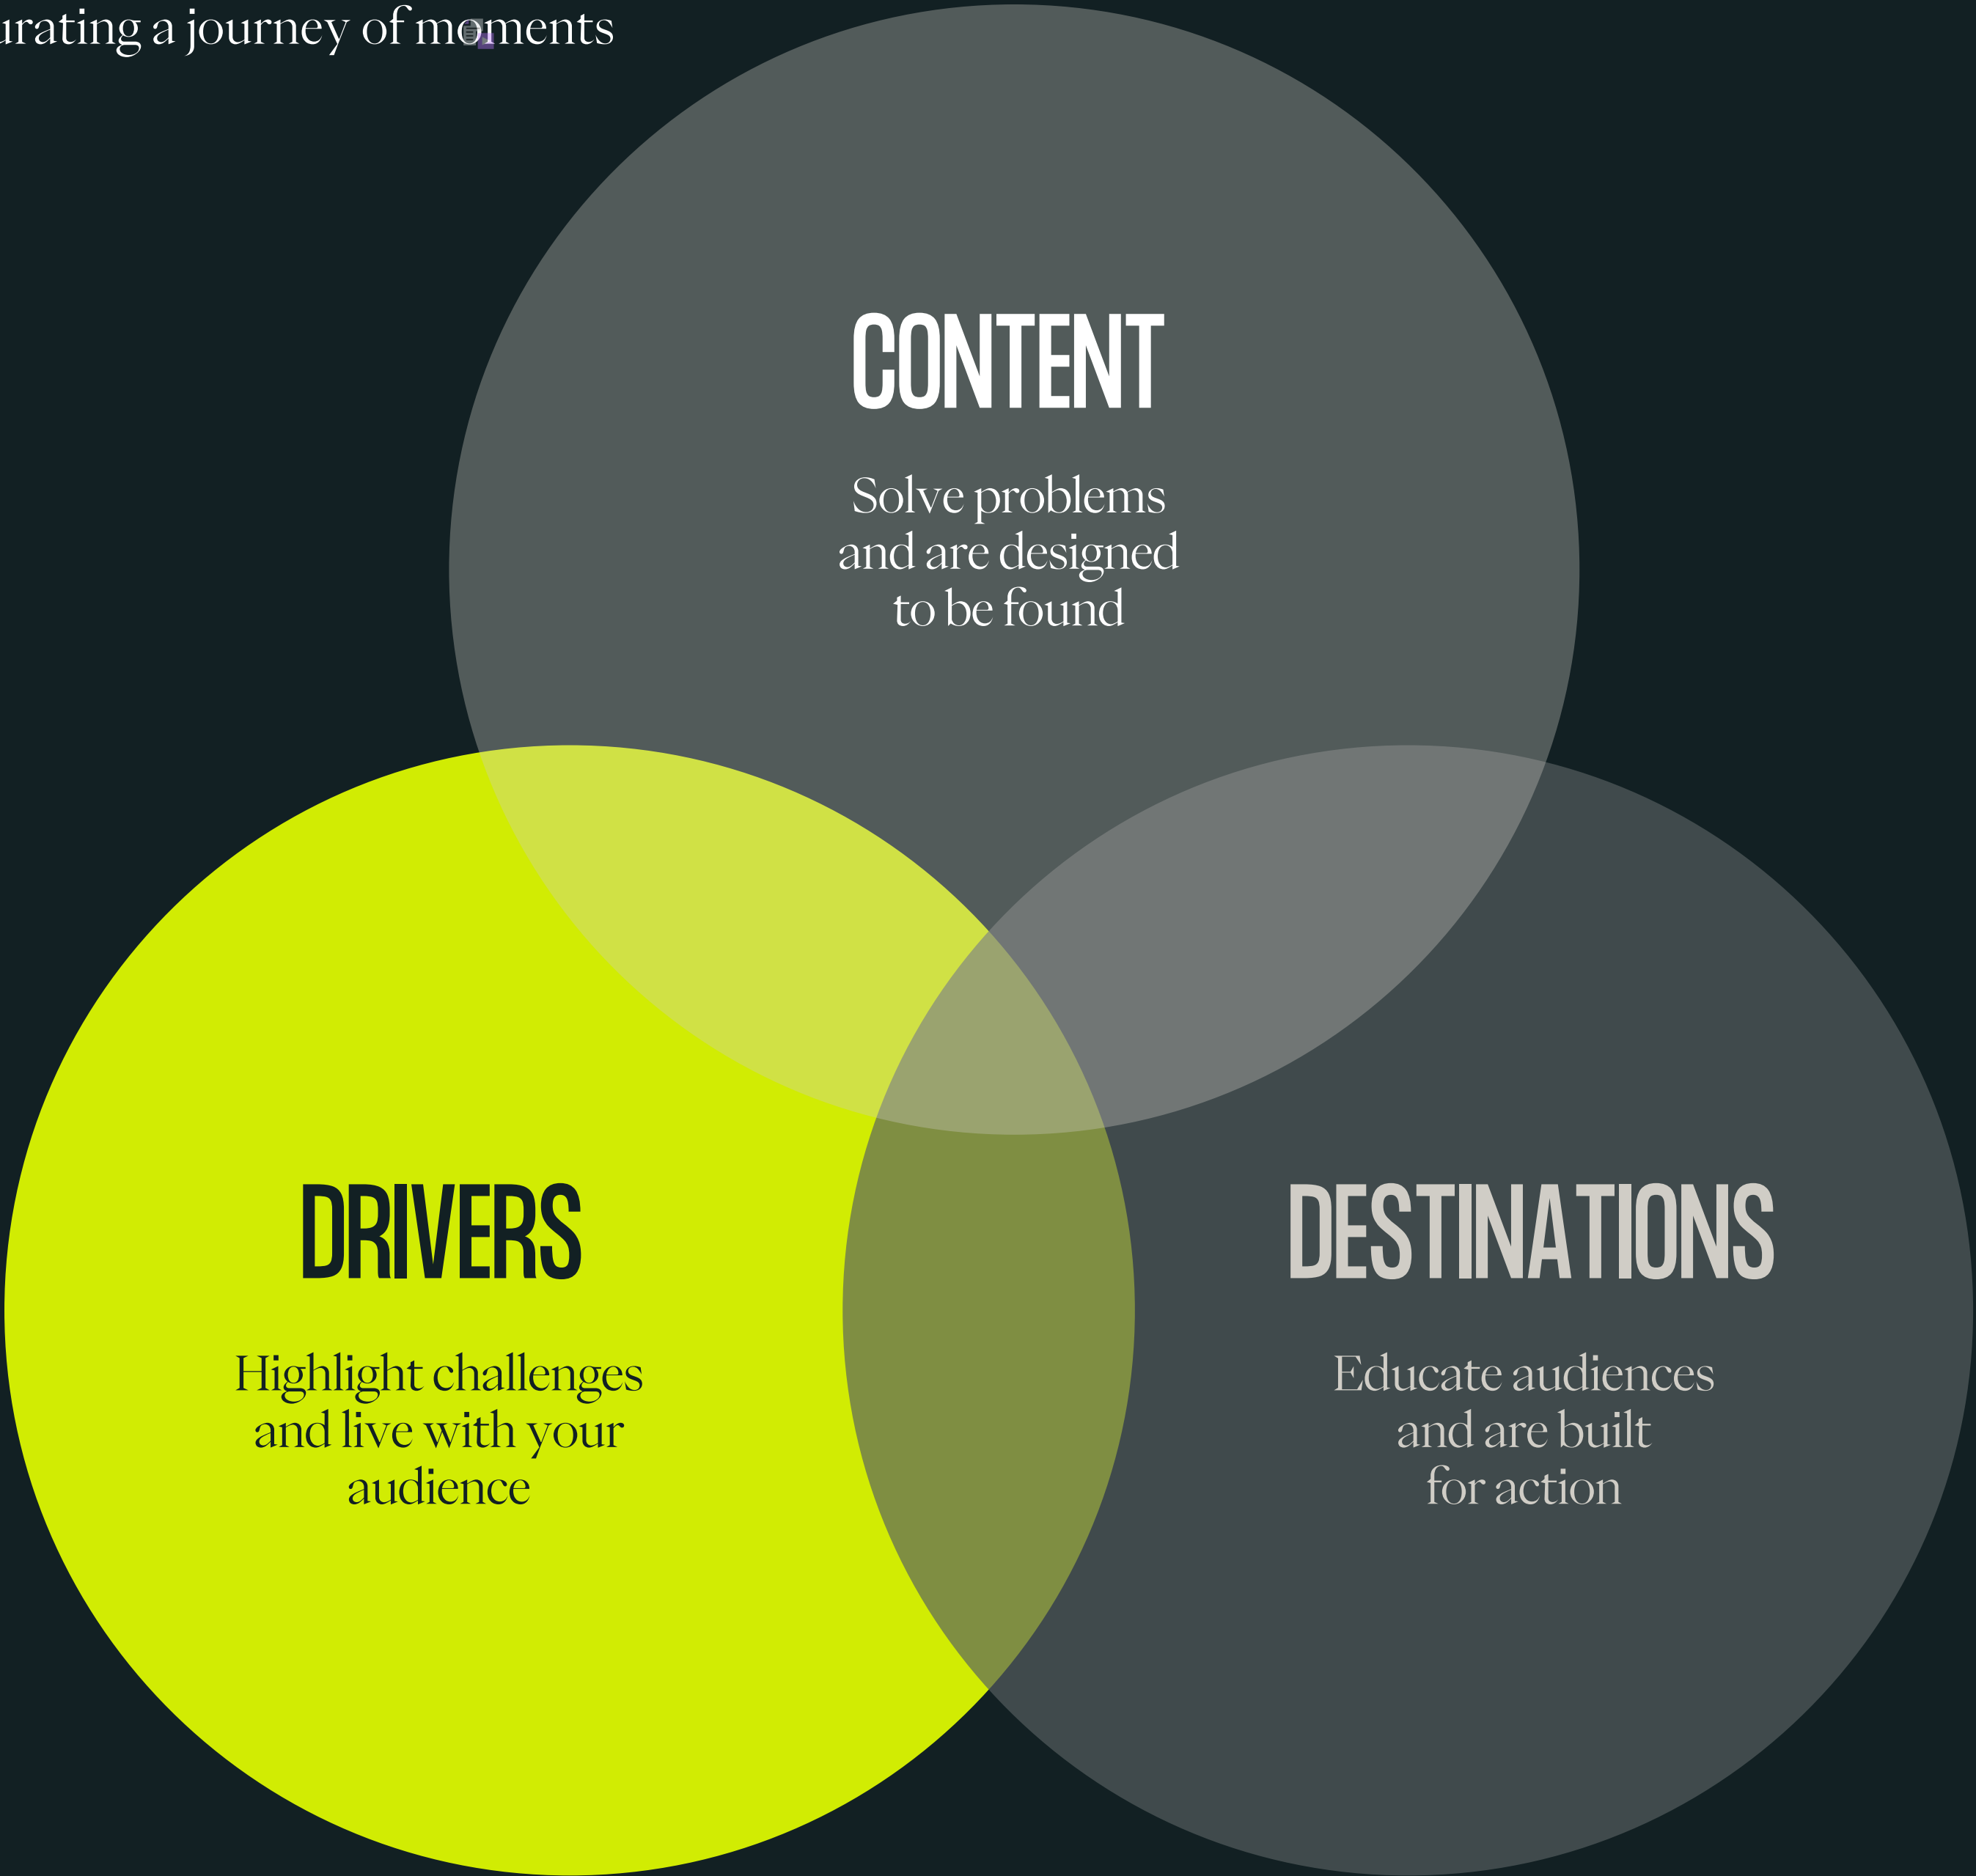 urating a journey of moments
CONTENT
Solve problems
and are designed
to be found
DRIVERS
Highlight challenges
and live with your
audience
DESTINATIONS
Educate audiences
and are built
for action